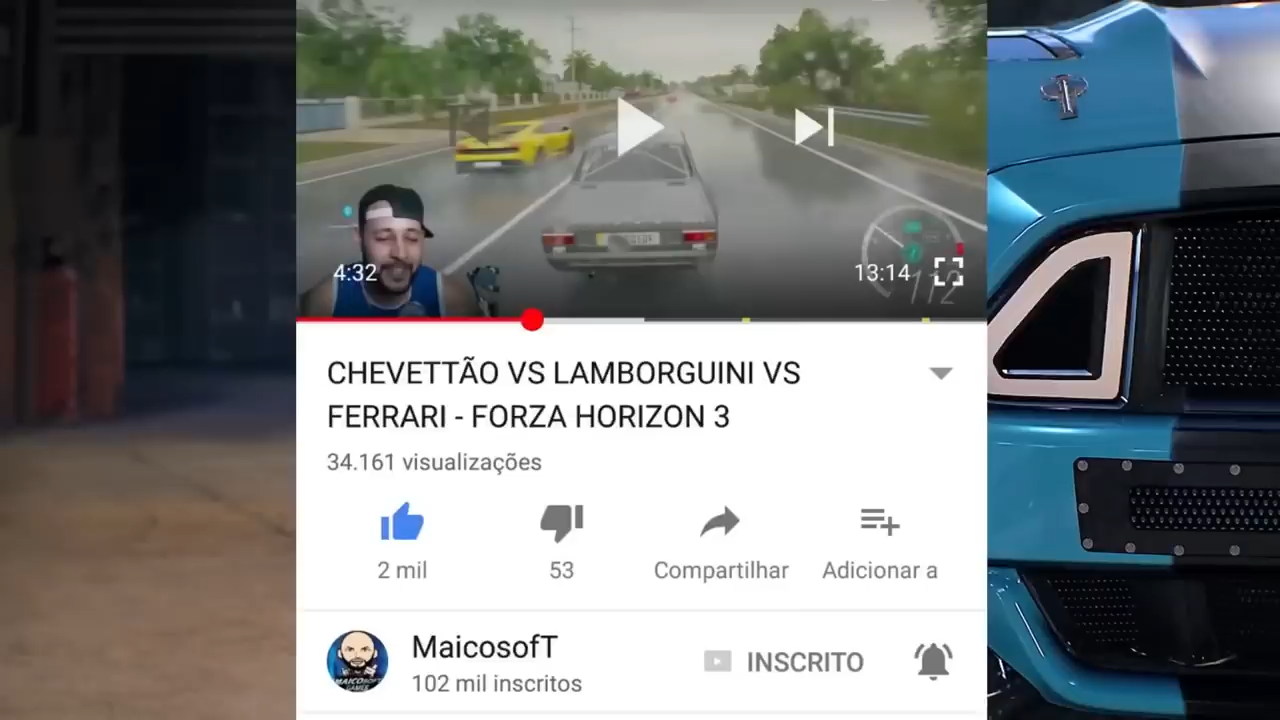 4:32
13:14
112
CHEVETTÃO VS LAMBORGUINI VS
FERRARI - FORZA HORIZON 3
34.161 visualizações
2 mil
53
Compartilhar
Adicionar a
MaicosofT
102 mil inscritos
INSCRITO